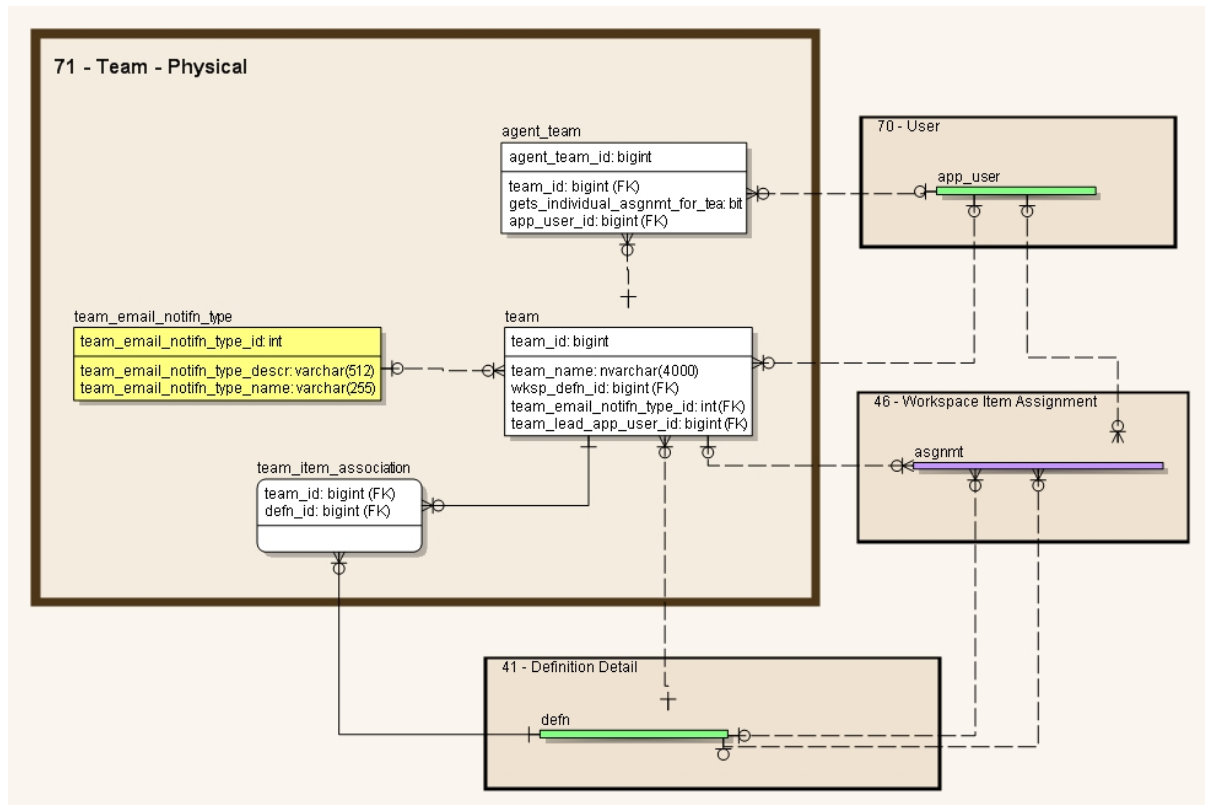 71 - Team - Physical
agent_team
agent_team_id: bigint
team_id: bigint (FK)
gets_individual_asgnmt_for_tea: bit
app_user_id: bigint (FK)
70 - User
app_user
team_email_notifn_type
team_email_notifn_type_id: int
team_email_notifn_type_descr: varchar(512)
team_email_notifn_type_name: varchar(255)
team
team_id: bigint
team_name: nvarchar(4000)
wksp_defn_id: bigint (FK)
team_email_notifn_type_id: int (FK)
team_lead_app_user_id: bigint (FK)
46 - Workspace Item Assignment
asgnmt
team_item_association
team_id: bigint (FK)
defn_id: bigint (FK)
41 - Definition Detail
defn